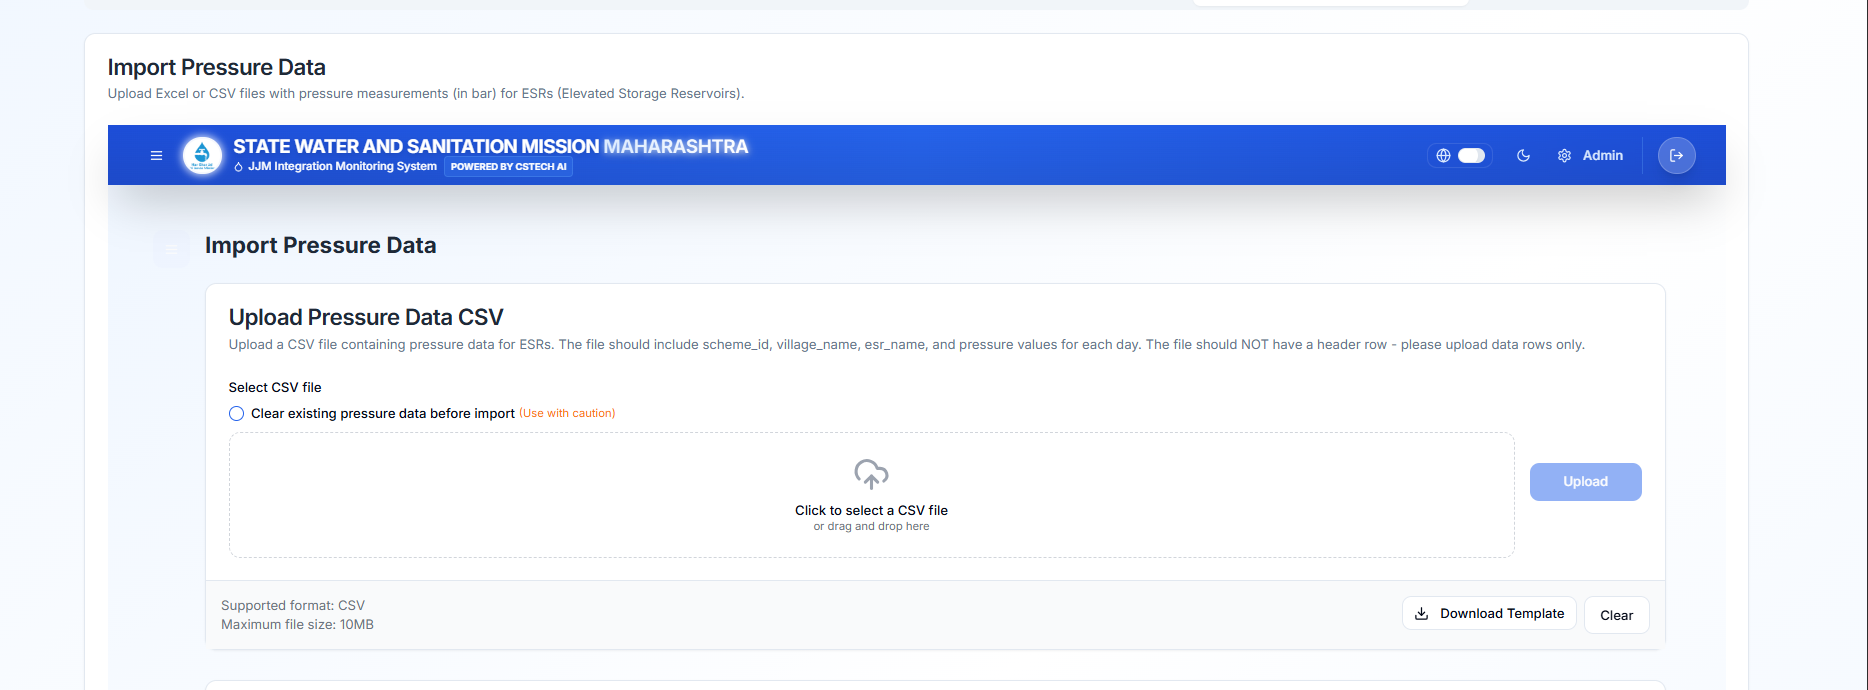 Import Pressure Data
Upload Excel or CSV files with pressure measurements (in bar) for ESRs (Elevated Storage Reservoirs).
STATE WATER AND SANITATION MISSION MAHARASHTRA
JJM Integration Monitoring System POWERED BY CSTECH AI
Admin
Import Pressure Data
Upload Pressure Data CSV
Upload a CSV file containing pressure data for ESRs. The file should include scheme_id, village_name, esr_name, and pressure values for each day. The file should NOT have a header row - please upload data rows only.
Select CSV file
Clear existing pressure data before import (Use with caution)
Click to select a CSV file
or drag and drop here
Upload
Supported format: CSV
Maximum file size: 10MB
Download Template
Clear